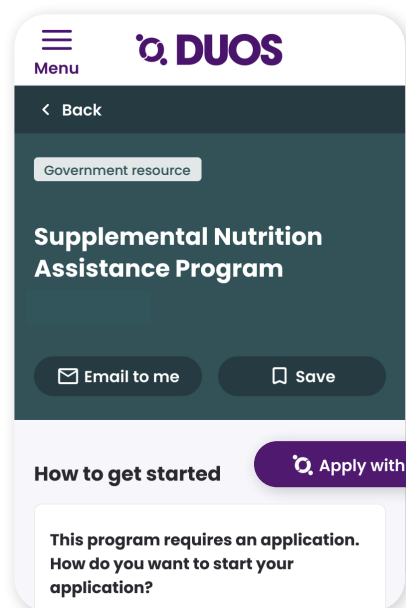 DUOS
Menu
Back
Government resource
Supplemental Nutrition
Assistance Program
Email to me
Save
How to get started
Apply with
This program requires an application.
How do you want to start your
application?